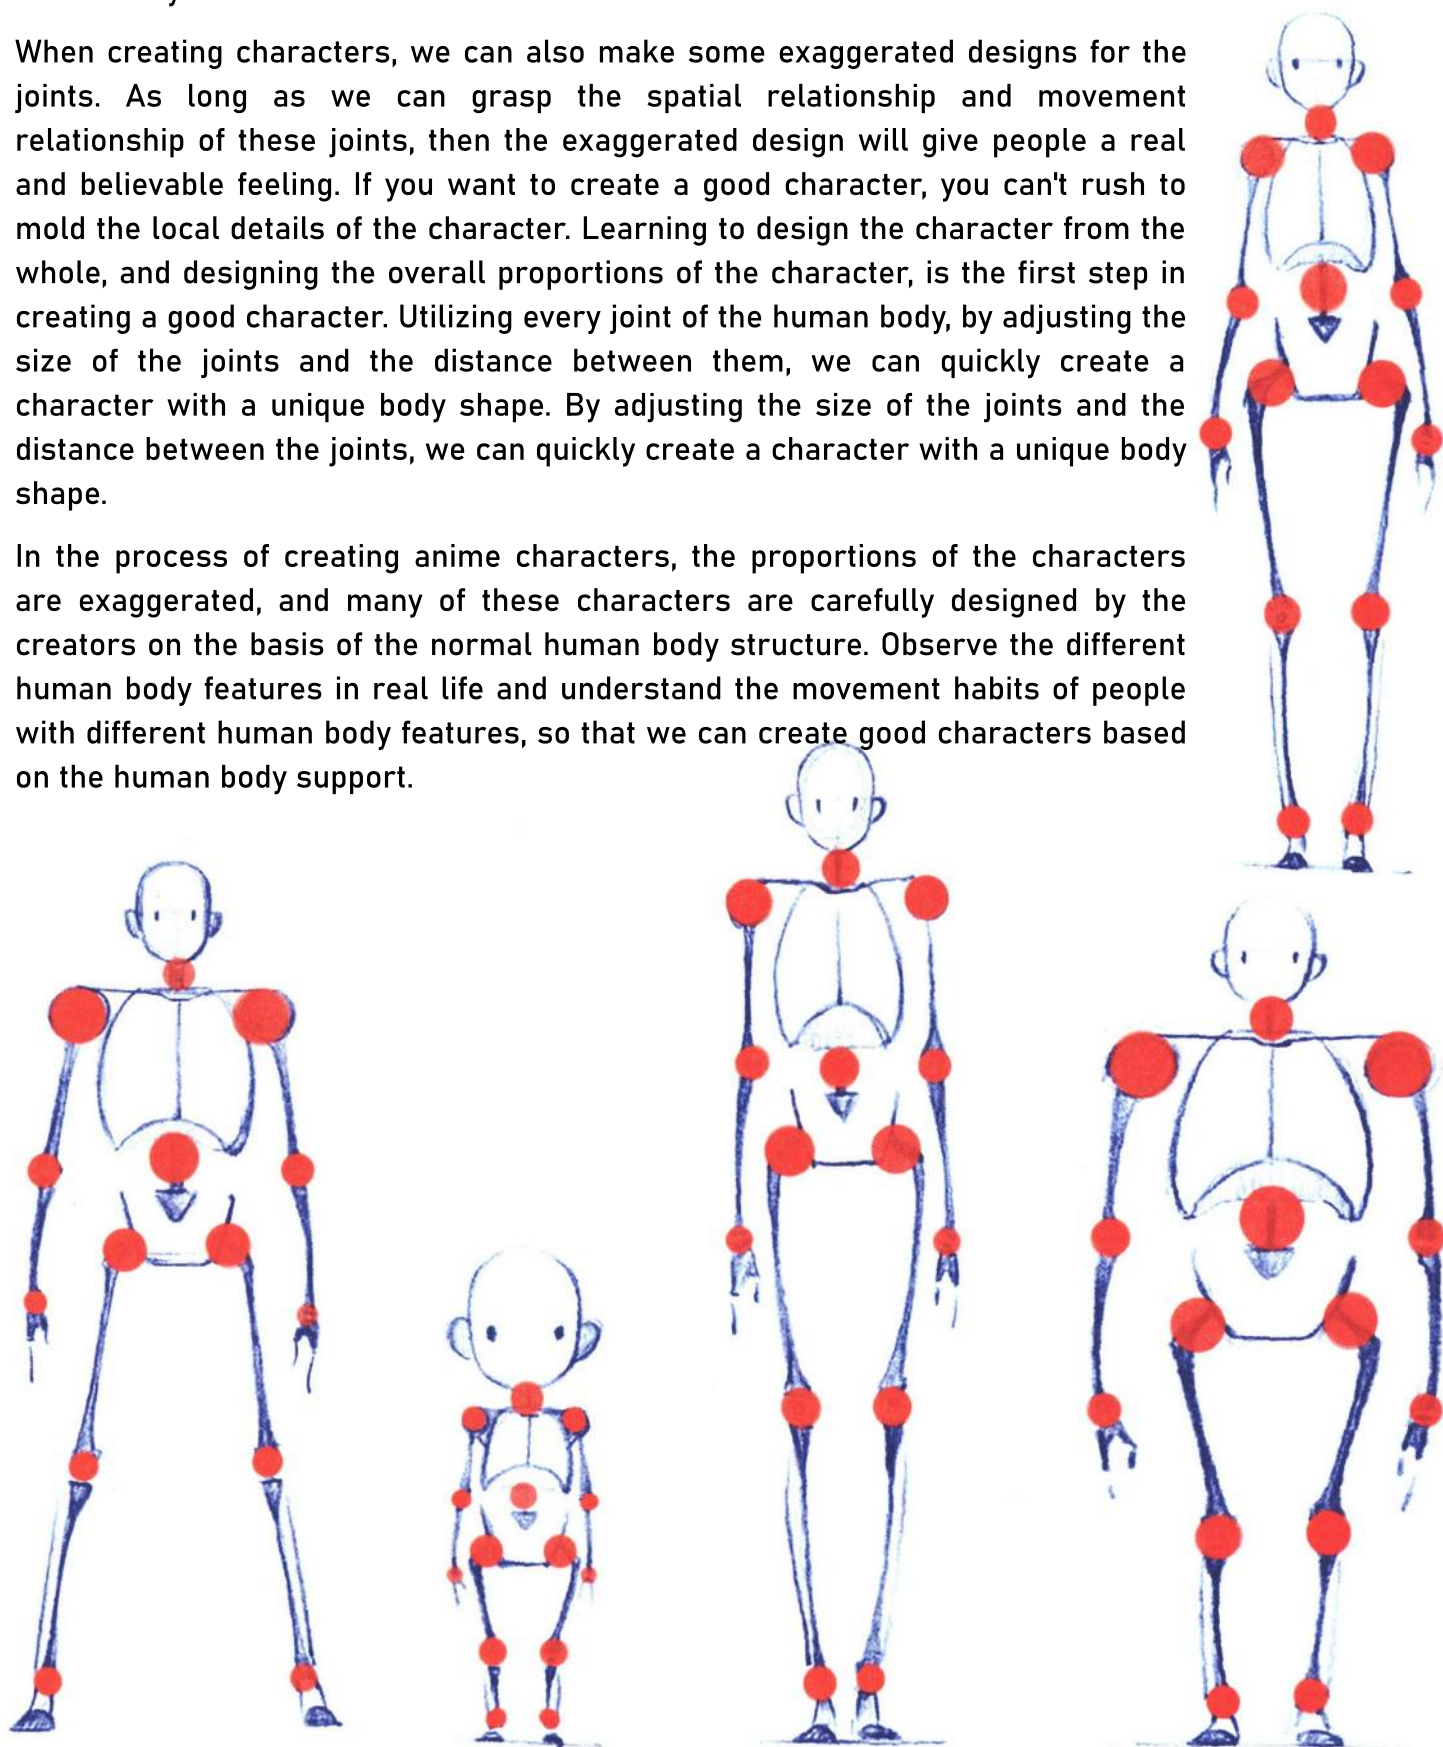 When creating characters, we can also make some exaggerated designs for the
joints. As long as we can grasp the spatial relationship and movement
relationship of these joints, then the exaggerated design will give people a real
and believable feeling. If you want to create a good character, you can't rush to
mold the local details of the character. Learning to design the character from the
whole, and designing the overall proportions of the character, is the first step in
creating a good character. Utilizing every joint of the human body, by adjusting the
size of the joints and the distance between them, we can quickly create a
character with a unique body shape. By adjusting the size of the joints and the
distance between the joints, we can quickly create a character with a unique body
shape.
In the process of creating anime characters, the proportions of the characters
are exaggerated, and many of these characters are carefully designed by the
creators on the basis of the normal human body structure. Observe the different
human body features in real life and understand the movement habits of people
with different human body features, so that we can create good characters based
on the human body support.